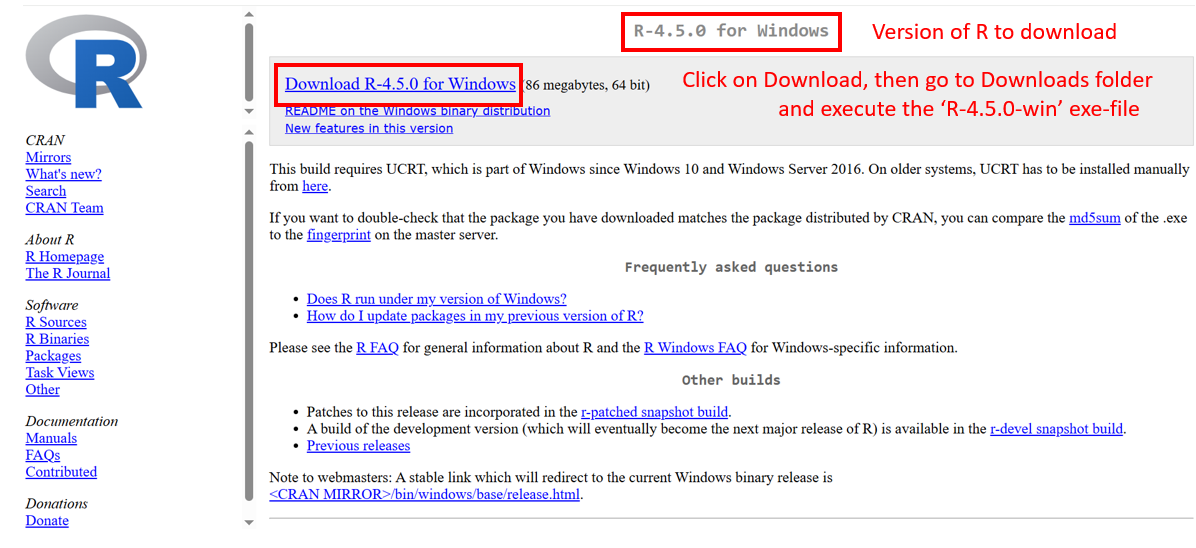 R
CRAN
Mirrors
What's new?
Search
CRAN Team
About R
R Homepage
The R Journal
Software
R Sources
R Binaries
Packages
Task Views
Other
Documentation
Manuals
FAQs
Contributed
Donations
Donate
R-4.5.0 for Windows
Version of R to download
Download R-4.5.0 for Windows (86 megabytes, 64 bit)
Click on Download, then go to Downloads folder
and execute the ‘R-4.5.0-win’ exe-file
README on the Windows binary distribution
New features in this version
This build requires UCRT, which is part of Windows since Windows 10 and Windows Server 2016. On older systems, UCRT has to be installed manually
from here.
If you want to double-check that the package you have downloaded matches the package distributed by CRAN, you can compare the md5sum of the .exe
to the fingerprint on the master server.
Frequently asked questions
• Does R run under my version of Windows?
• How do I update packages in my previous version of R?
Please see the R FAQ for general information about R and the R Windows FAQ for Windows-specific information.
Other builds
• Patches to this release are incorporated in the r-patched snapshot build.
• A build of the development version (which will eventually become the next major release of R) is available in the r-devel snapshot build.
• Previous releases
Note to webmasters: A stable link which will redirect to the current Windows binary release is
<CRAN MIRROR>/bin/windows/base/release.html.